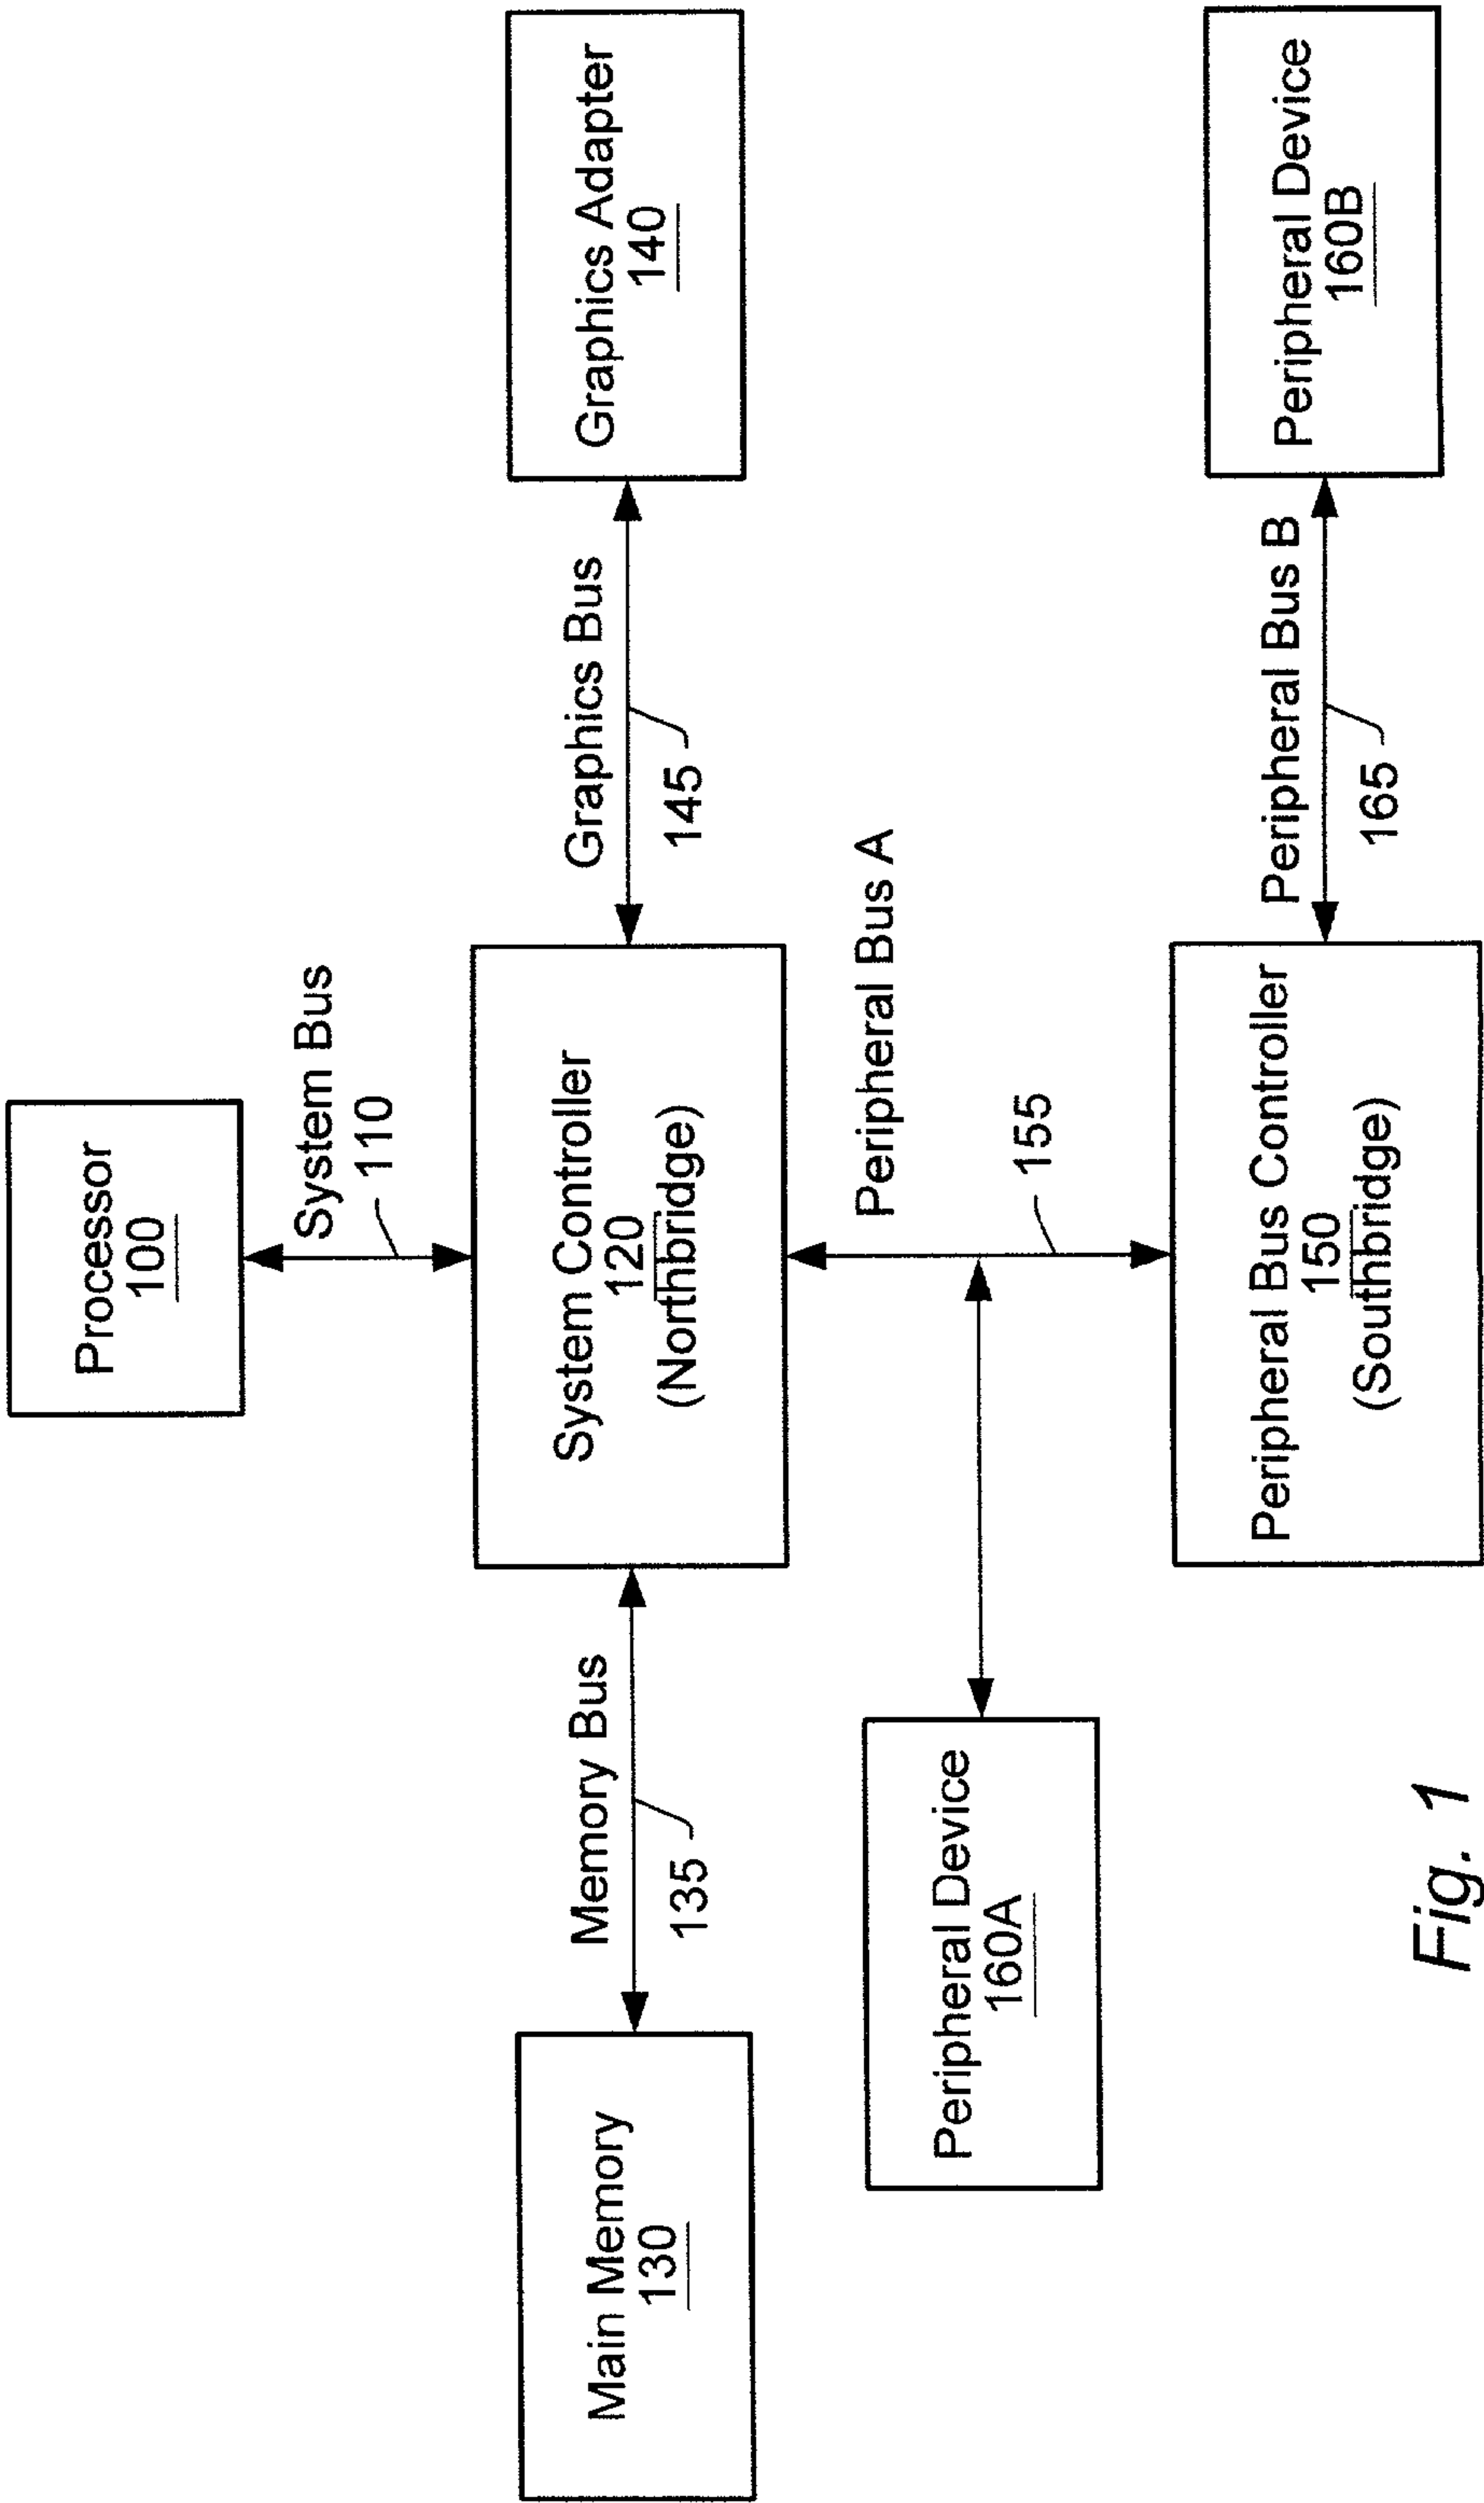 Processor
100
System Bus
110
Main Memory
130
Memory Bus
135
System Controller
120
(Northbridge)
Graphics Bus
145
Graphics Adapter
140
Peripheral Device
160A
Peripheral Bus A
155
Peripheral Bus Controller
150
(Southbridge)
Peripheral Bus B
165
Peripheral Device
160B
Fig. 1